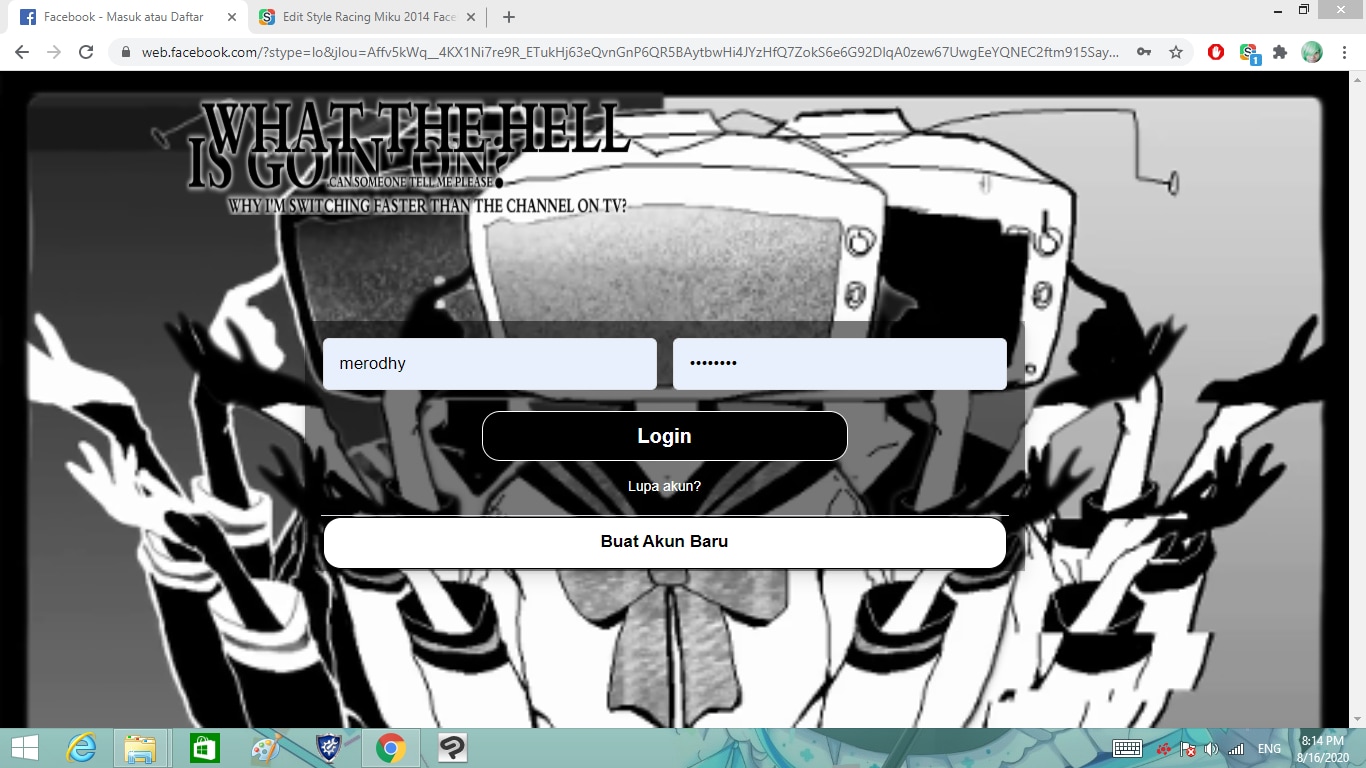 Facebook - Masuk atau Daftar
Edit Style Racing Miku 2014 Face
web.facebook.com/?stype=lo&jlou=Affv5kWq__4KX1Ni7re9R_ETukHj63eQvnGnP6QR5BAytbwHi4JYzHfQ7ZokS6e6G92DlqA0zew67UwgEeYQNEC2ftm915Say...
1
WHAT THE HELL
IS GOIN' ON?
CAN SOMEONE TELL ME PLEASE
WHY I'M SWITCHING FASTER THAN THE CHANNEL ON TV?
merodhy
••••••••
Login
Lupa akun?
Buat Akun Baru
ENG
8:14 PM
8/16/2020